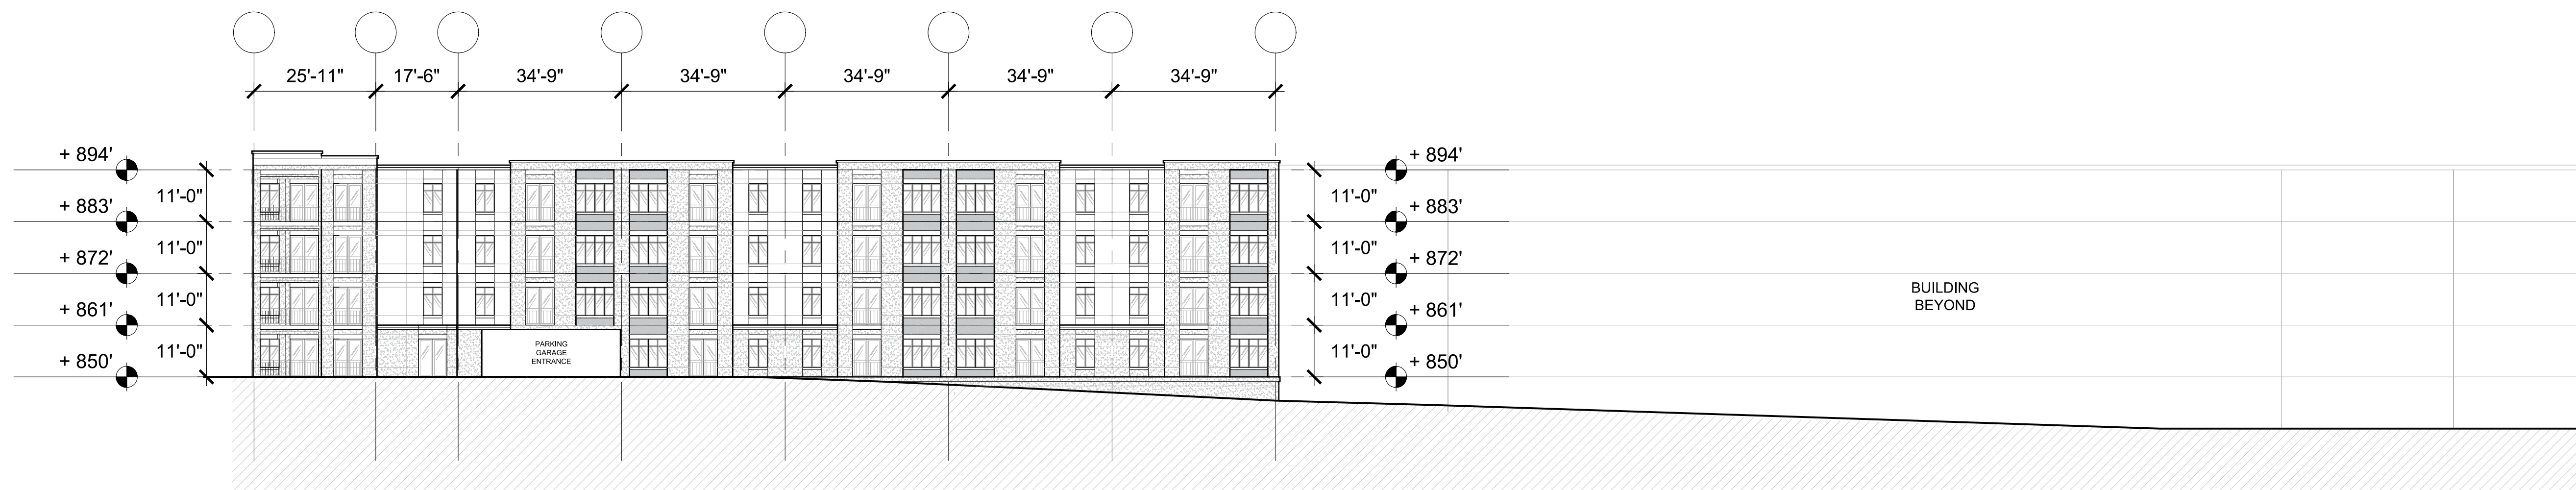 25'-11" 17'-6" 34'-9" 34'-9" 34'-9" 34'-9" 34'-9"
+ 894' + 894'
11'-0" 11'-0"
+ 883' + 883'
11'-0" 11'-0"
+ 872' + 872'
11'-0" 11'-0"
+ 861' + 861'
11'-0" 11'-0"
+ 850' + 850'
PARKING
GARAGE
ENTRANCE
BUILDING
BEYOND